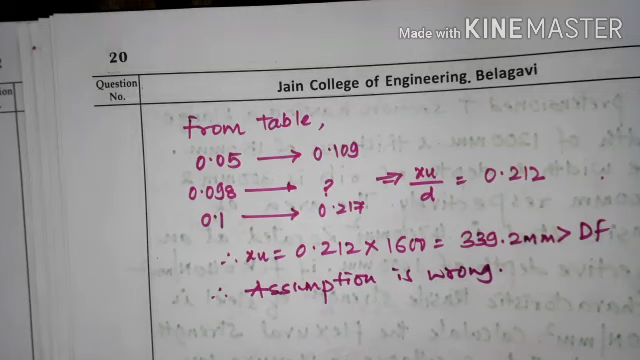 Made with KINEMASTER
20
Question No.
Jain College of Engineering, Belagavi
from table,
0.05 → 0.109
0.098 → ? ⇒ xu/d = 0.212
0.1 → 0.217
∴ xu = 0.212 × 1600 = 339.2mm > Df
∴ Assumption is wrong.